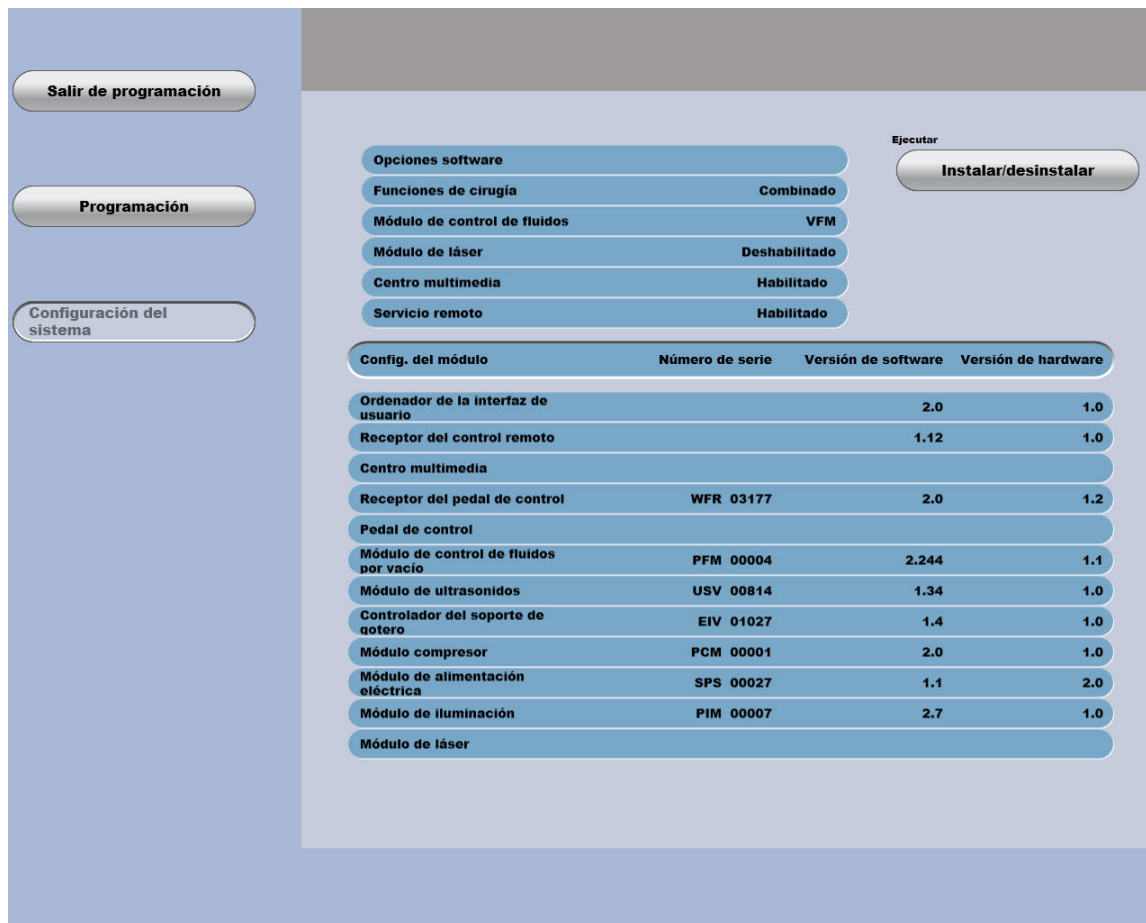 Salir de programación
Programación
Configuración del
sistema
Ejecutar
Instalar/desinstalar
Opciones software
Funciones de cirugía Combinado
Módulo de control de fluidos VFM
Módulo de láser Deshabilitado
Centro multimedia Habilitado
Servicio remoto Habilitado
Config. del módulo Número de serie Versión de software Versión de hardware
Ordenador de la interfaz de
usuario 2.0 1.0
Receptor del control remoto 1.12 1.0
Centro multimedia
Receptor del pedal de control WFR 03177 2.0 1.2
Pedal de control
Módulo de control de fluidos
por vacío PFM 00004 2.244 1.1
Módulo de ultrasonidos USV 00814 1.34 1.0
Controlador del soporte de
gotero EIV 01027 1.4 1.0
Módulo compresor PCM 00001 2.0 1.0
Módulo de alimentación
eléctrica SPS 00027 1.1 2.0
Módulo de iluminación PIM 00007 2.7 1.0
Módulo de láser